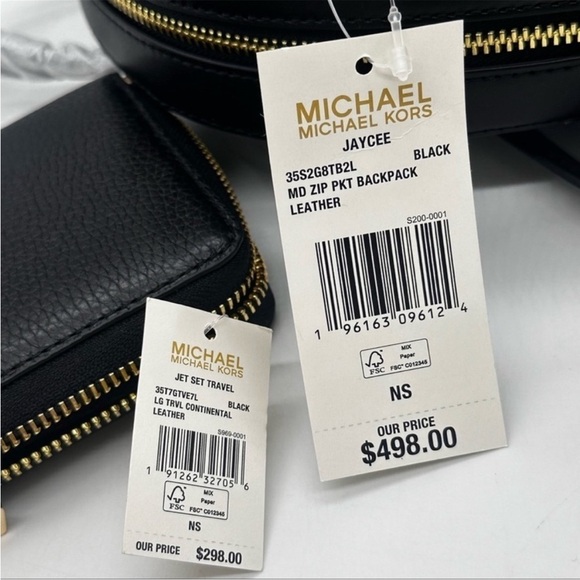 MICHAEL
MICHAEL KORS
JAYCEE
35S2G8TB2L BLACK
MD ZIP PKT BACKPACK
LEATHER
S200-0001
1 96163 09612 4
FSC
MIX
Paper
FSC® C012345
NS
OUR PRICE
$498.00
MICHAEL
MICHAEL KORS
JET SET TRAVEL
35T7GTVE7L BLACK
LG TRVL CONTINENTAL
LEATHER
S969-0001
1 91262 32705 6
FSC
MIX
Paper
FSC® C012345
NS
OUR PRICE $298.00